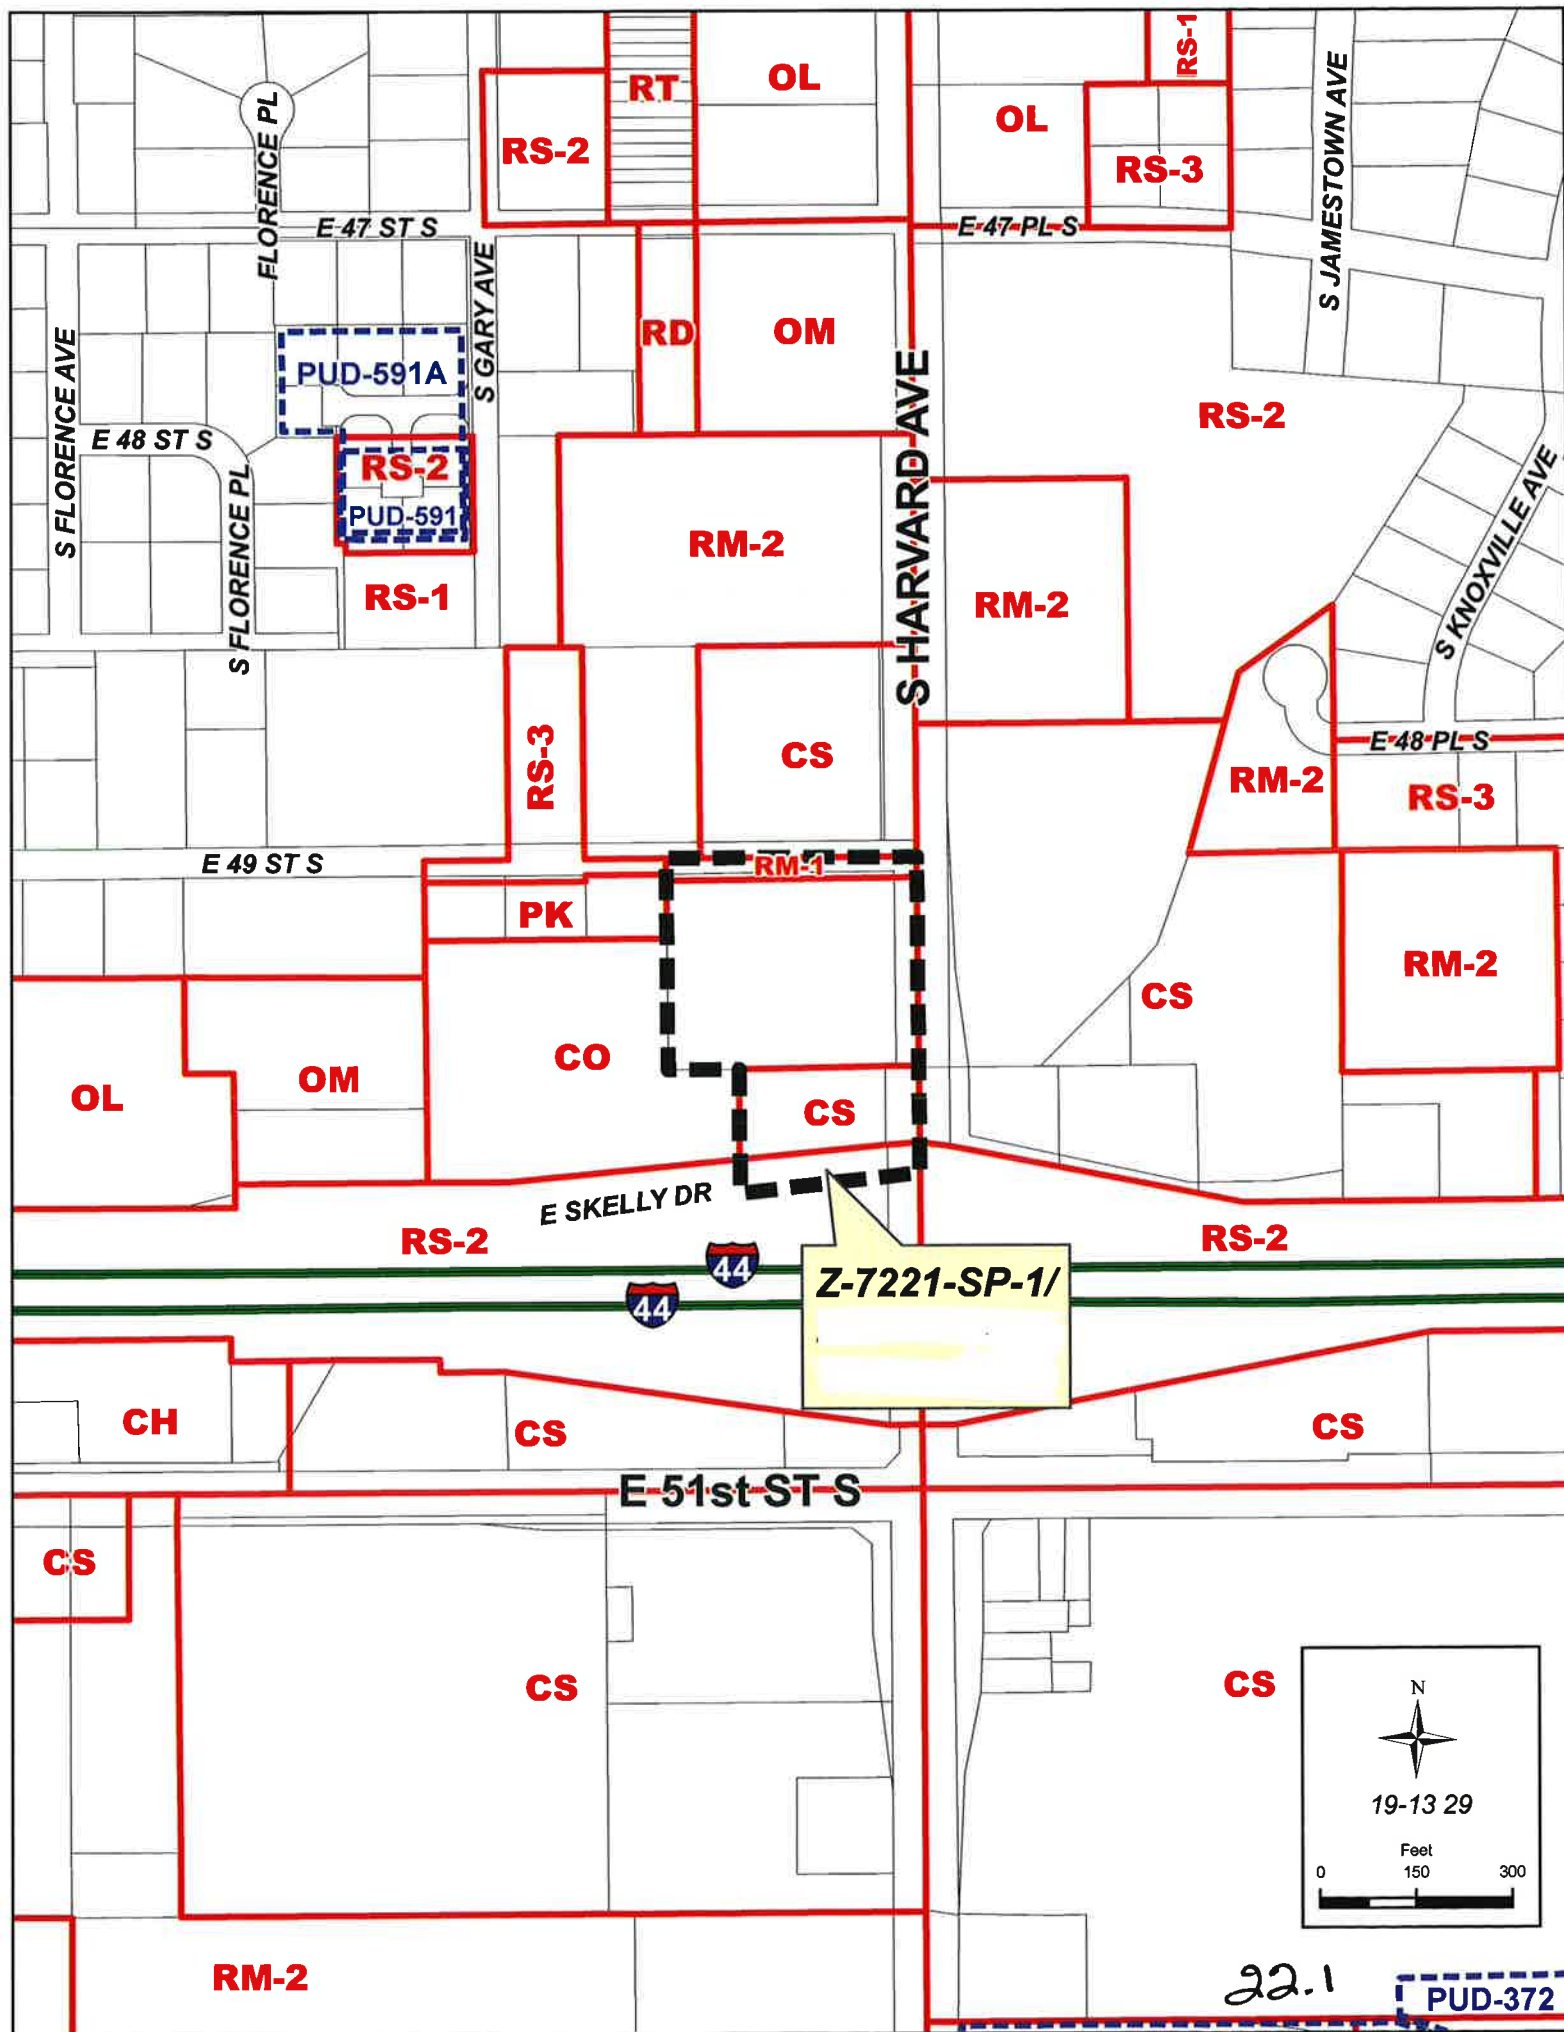 RS-1
RT
OL
OL
RS-2
RS-3
FLORENCE PL
S JAMESTOWN AVE
E 47 ST S
E 47 PL S
S GARY AVE
RD
OM
PUD-591A
S HARVARD AVE
RS-2
S FLORENCE AVE
E 48 ST S
RS-2
PUD-591
RM-2
S FLORENCE PL
RS-1
RM-2
S KNOXVILLE AVE
RS-3
CS
E 48 PL S
RM-2
RS-3
E 49 ST S
RM-1
PK
RM-2
CS
CO
OM
OL
CS
E SKELLY DR
RS-2
RS-2
44
44
Z-7221-SP-1/
CH
CS
CS
E 51st ST S
CS
CS
CS
N
19-13 29
Feet
0 150 300
RM-2
22.1
PUD-372